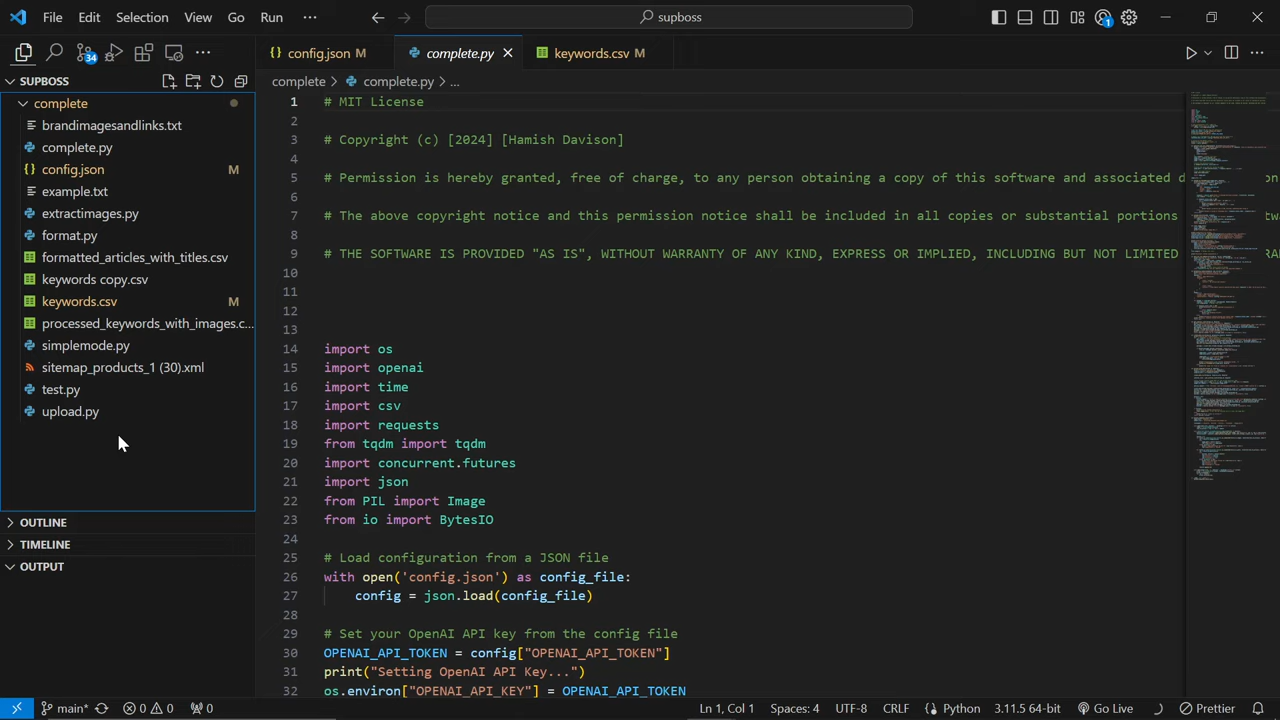 File Edit Selection View Go Run supboss
34
1
config.json M complete.py keywords.csv M
SUPBOSS
complete > complete.py > ...
complete
brandimagesandlinks.txt
complete.py
config.json M
example.txt
extractimages.py
format.py
formatted_articles_with_titles.csv
keywords copy.csv
keywords.csv M
processed_keywords_with_images.c...
simplemode.py
sitemap_products_1 (30).xml
test.py
upload.py
OUTLINE
TIMELINE
OUTPUT
1 # MIT License
2
3 # Copyright (c) [2024] [Hamish Davison]
4
5 # Permission is hereby granted, free of charge, to any person obtaining a copy of this software and associated d on
6
7 # The above copyright notice and this permission notice shall be included in all copies or substantial portions
8
9 # THE SOFTWARE IS PROVIDED "AS IS", WITHOUT WARRANTY OF ANY KIND, EXPRESS OR IMPLIED, INCLUDING BUT NOT LIMITED
10
11
12
13
14 import os
15 import openai
16 import time
17 import csv
18 import requests
19 from tqdm import tqdm
20 import concurrent.futures
21 import json
22 from PIL import Image
23 from io import BytesIO
24
25 # Load configuration from a JSON file
26 with open('config.json') as config_file:
27 config = json.load(config_file)
28
29 # Set your OpenAI API key from the config file
30 OPENAI_API_TOKEN = config["OPENAI_API_TOKEN"]
31 print("Setting OpenAI API Key...")
32 os.environ["OPENAI_API_KEY"] = OPENAI_API_TOKEN
main* 0 0 0 Ln 1, Col 1 Spaces: 4 UTF-8 CRLF Python 3.11.5 64-bit Go Live Prettier